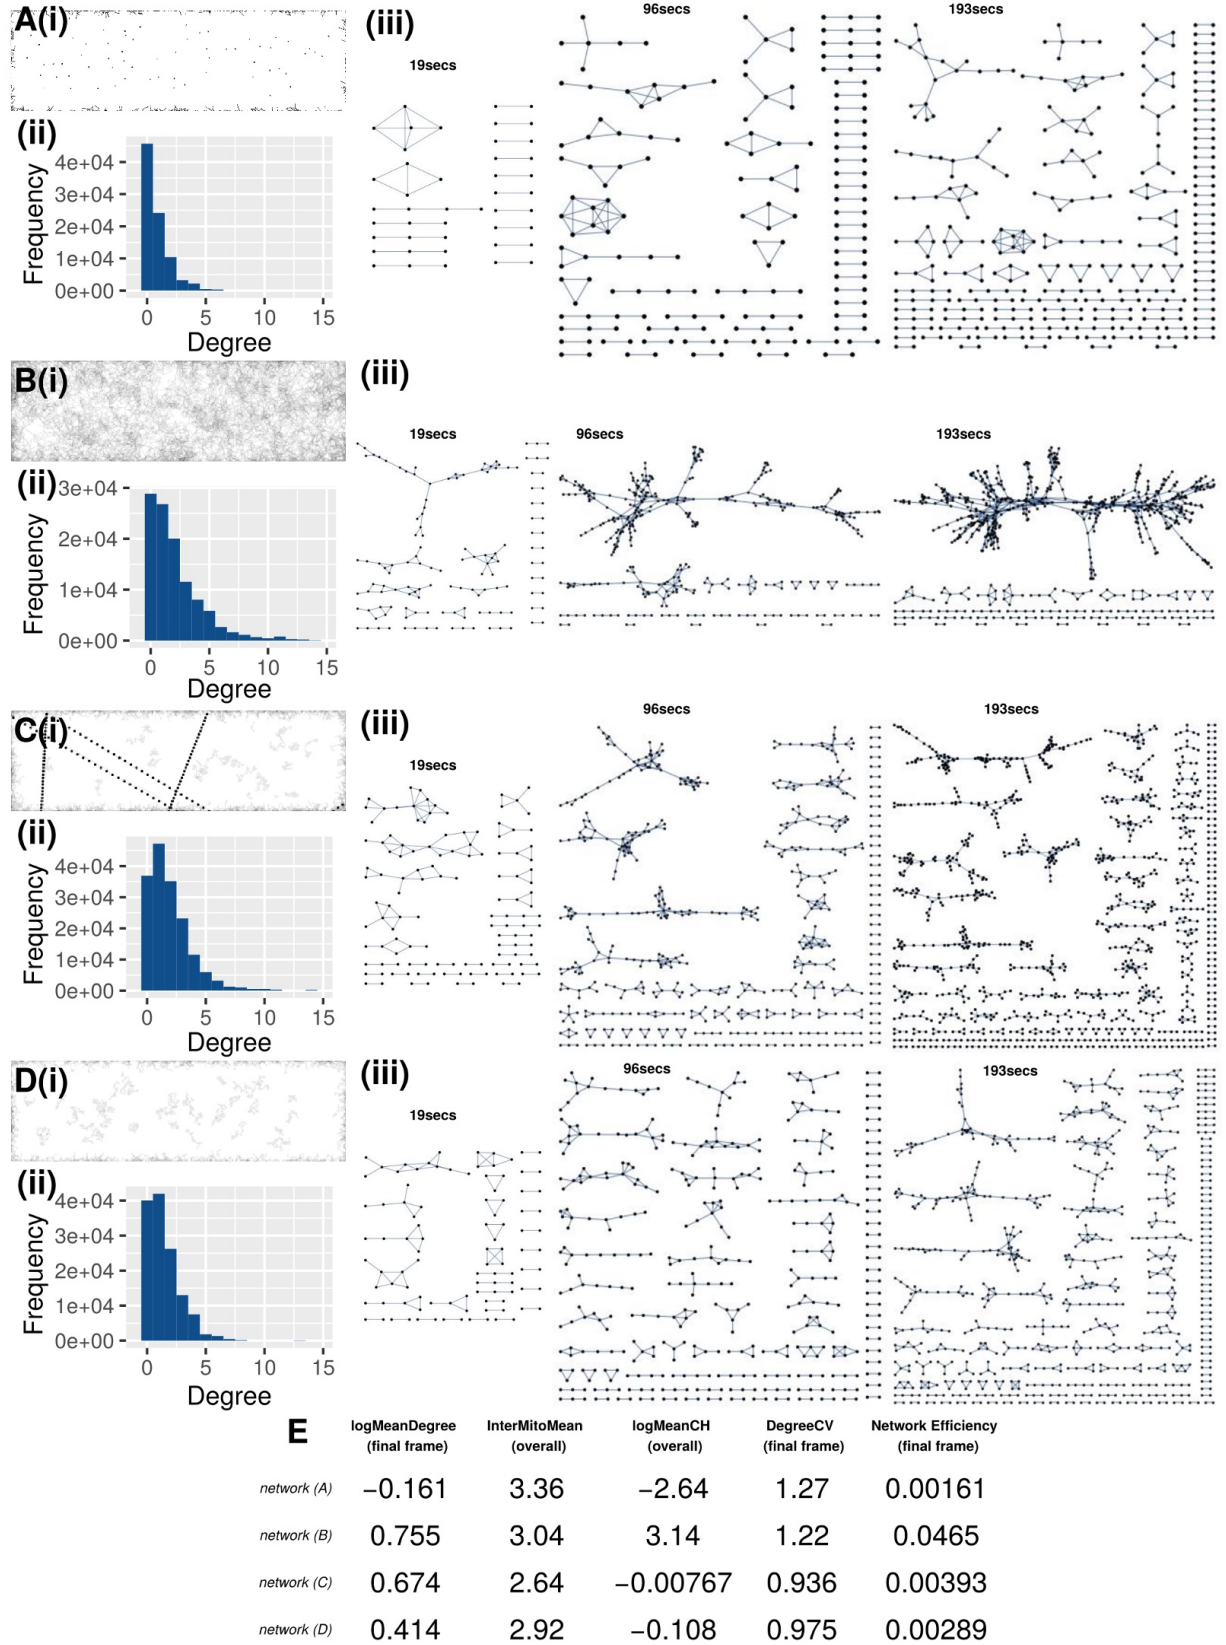 A(i)
(iii)
19secs
96secs
193secs
(ii)
Frequency
4e+04
3e+04
2e+04
1e+04
0e+00
0 5 10 15
Degree
B(i)
(iii)
19secs
96secs
193secs
(ii)
Frequency
3e+04
2e+04
1e+04
0e+00
0 5 10 15
Degree
C(i)
(iii)
19secs
96secs
193secs
(ii)
Frequency
4e+04
3e+04
2e+04
1e+04
0e+00
0 5 10 15
Degree
D(i)
(iii)
19secs
96secs
193secs
(ii)
Frequency
4e+04
3e+04
2e+04
1e+04
0e+00
0 5 10 15
Degree
E
logMeanDegree InterMitoMean logMeanCH DegreeCV Network Efficiency
(final frame) (overall) (overall) (final frame) (final frame)
network (A) −0.161 3.36 −2.64 1.27 0.00161
network (B) 0.755 3.04 3.14 1.22 0.0465
network (C) 0.674 2.64 −0.00767 0.936 0.00393
network (D) 0.414 2.92 −0.108 0.975 0.00289